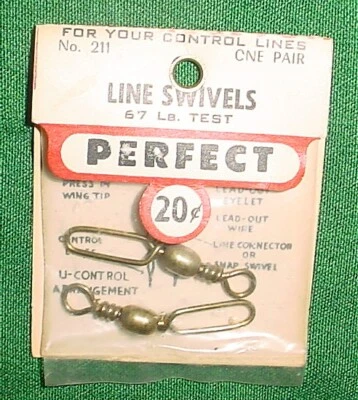 FOR YOUR CONTROL LINES
No. 211 ONE PAIR
LINE SWIVELS
67 Lb. TEST
PERFECT
20¢
PRESS IN
WING TIP
LEAD-OUT
EYELET
LEAD-OUT
WIRE
CONTROL
LINE CONNECTOR
OR
SNAP SWIVEL
U-CONTROL
ARRANGEMENT